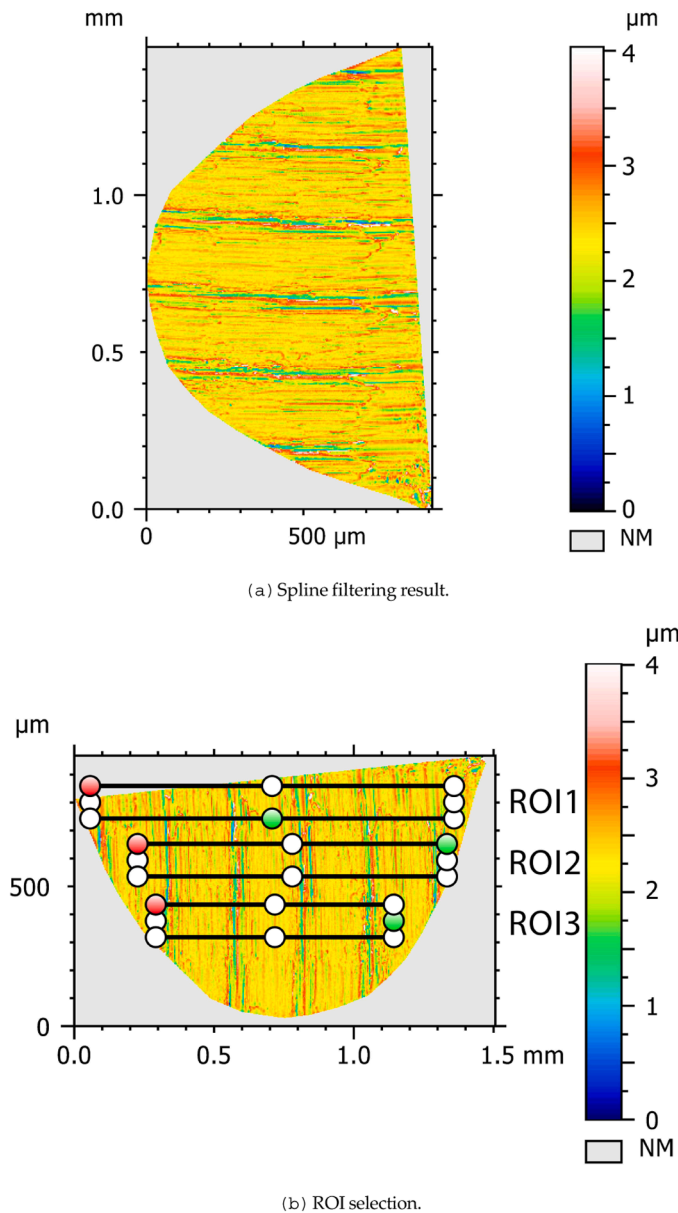 mm
µm
4
3
1.0
2
0.5
1
0.0
0
0
500 µm
NM
(a) Spline filtering result.
µm
µm
4
ROI1
3
ROI2
500
2
ROI3
1
0
0.0
0.5
1.0
1.5 mm
0
NM
(b) ROI selection.